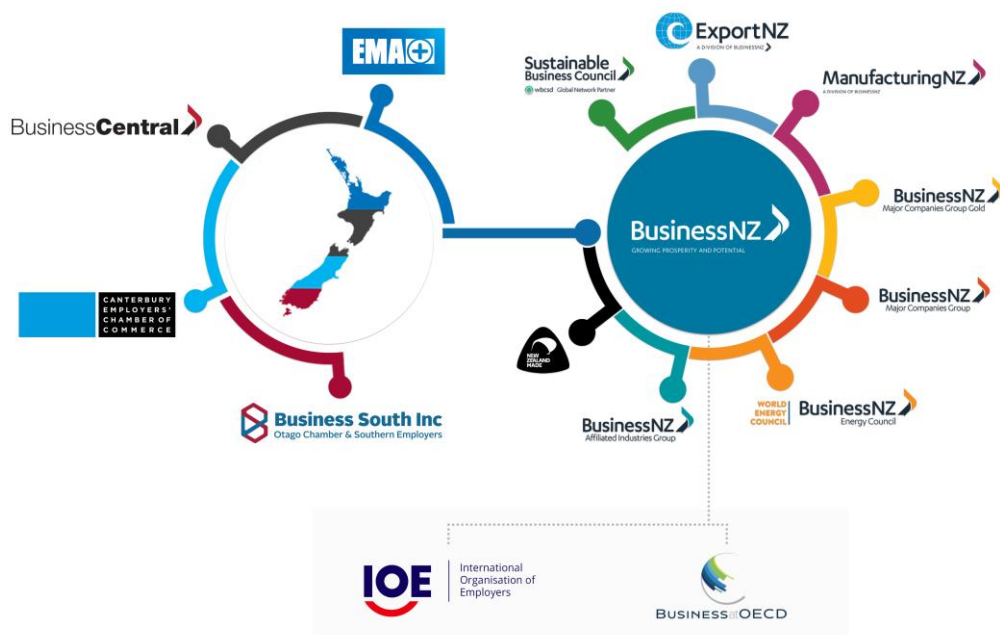 EMA
BusinessCentral
CANTERBURY
EMPLOYERS'
CHAMBER OF
COMMERCE
Business South Inc
Otago Chamber & Southern Employers
Sustainable
Business Council
wbcsd Global Network Partner
ExportNZ
A DIVISION OF BUSINESSNZ
ManufacturingNZ
A DIVISION OF BUSINESSNZ
BusinessNZ
Major Companies Group Gold
BusinessNZ
Major Companies Group
WORLD
ENERGY
COUNCIL
BusinessNZ
Energy Council
BusinessNZ
Affiliated Industries Group
NEW
ZEALAND
MADE
BusinessNZ
GROWING PROSPERITY AND POTENTIAL
IOE
International
Organisation of
Employers
BUSINESSatOECD